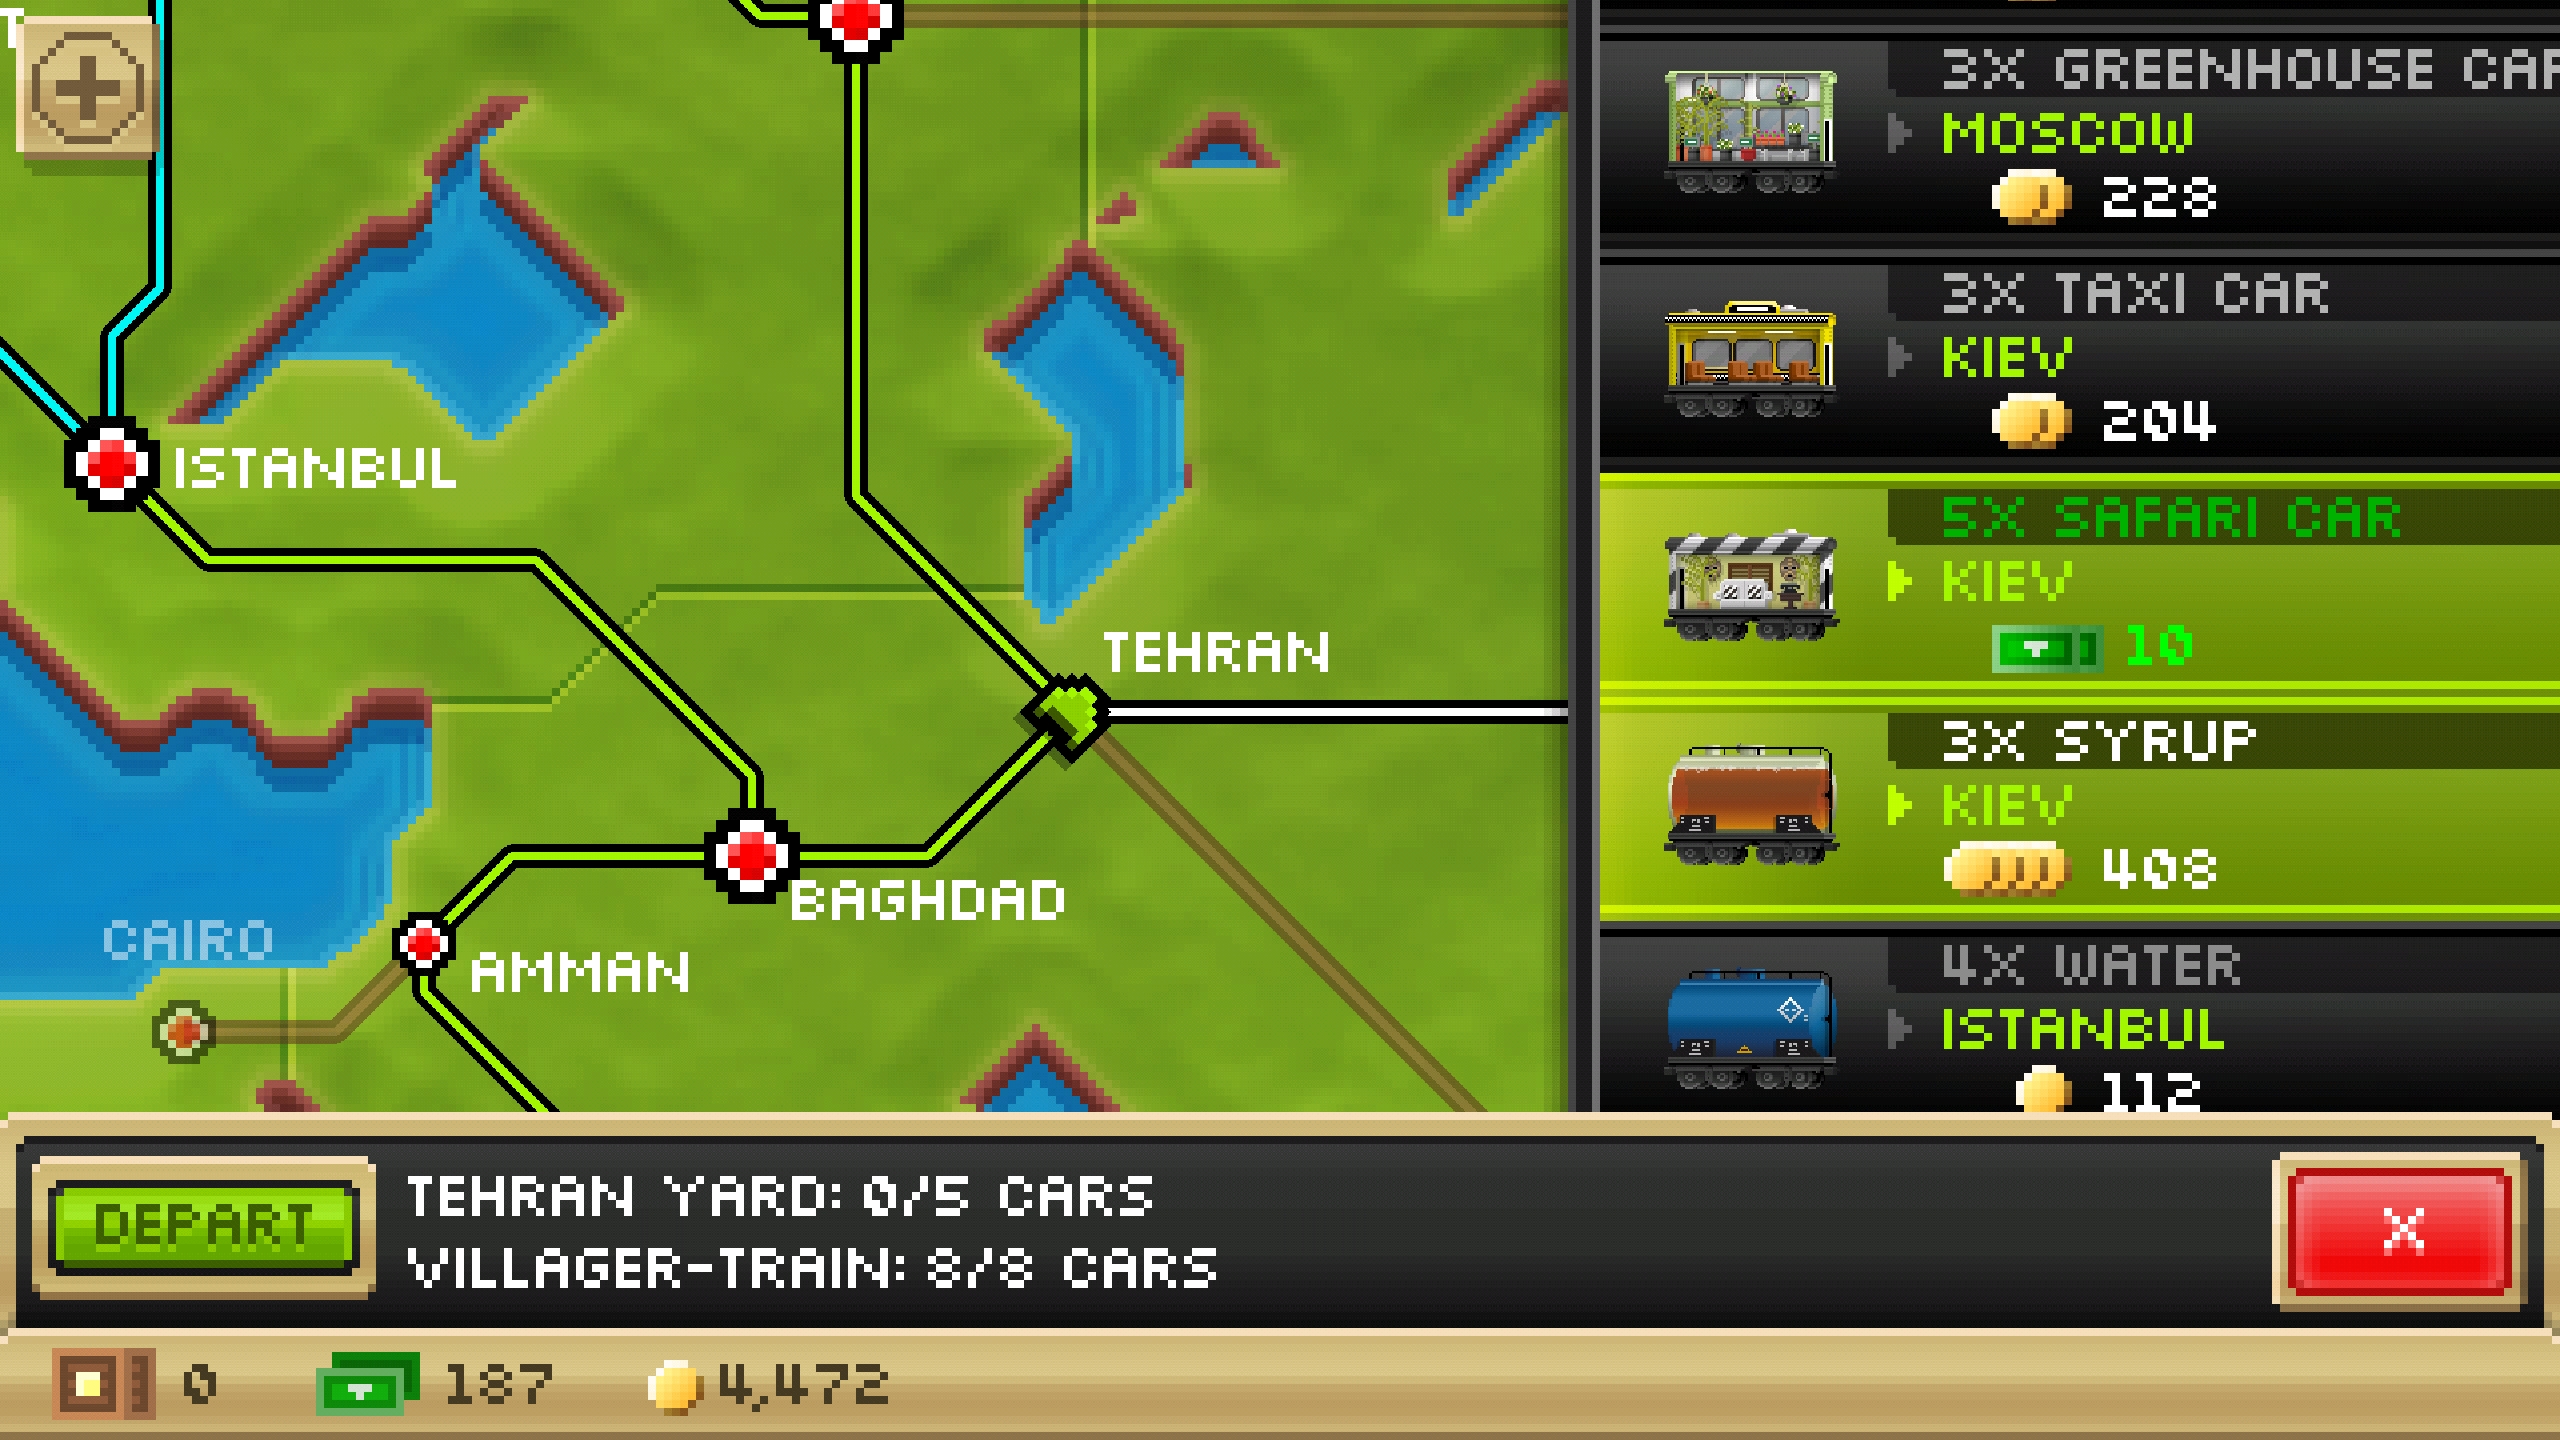 T
ISTANBUL
TEHRAN
BAGHDAD
CAIRO
AMMAN
3X GREENHOUSE CAR
MOSCOW
228
3X TAXI CAR
KIEV
204
5X SAFARI CAR
KIEV
10
3X SYRUP
KIEV
408
4X WATER
ISTANBUL
112
DEPART
TEHRAN YARD: 0/5 CARS
VILLAGER-TRAIN: 8/8 CARS
X
0
187
4,472